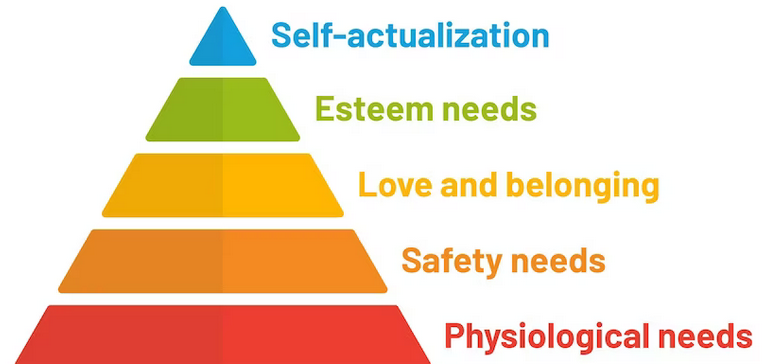 Self-actualization
Esteem needs
Love and belonging
Safety needs
Physiological needs